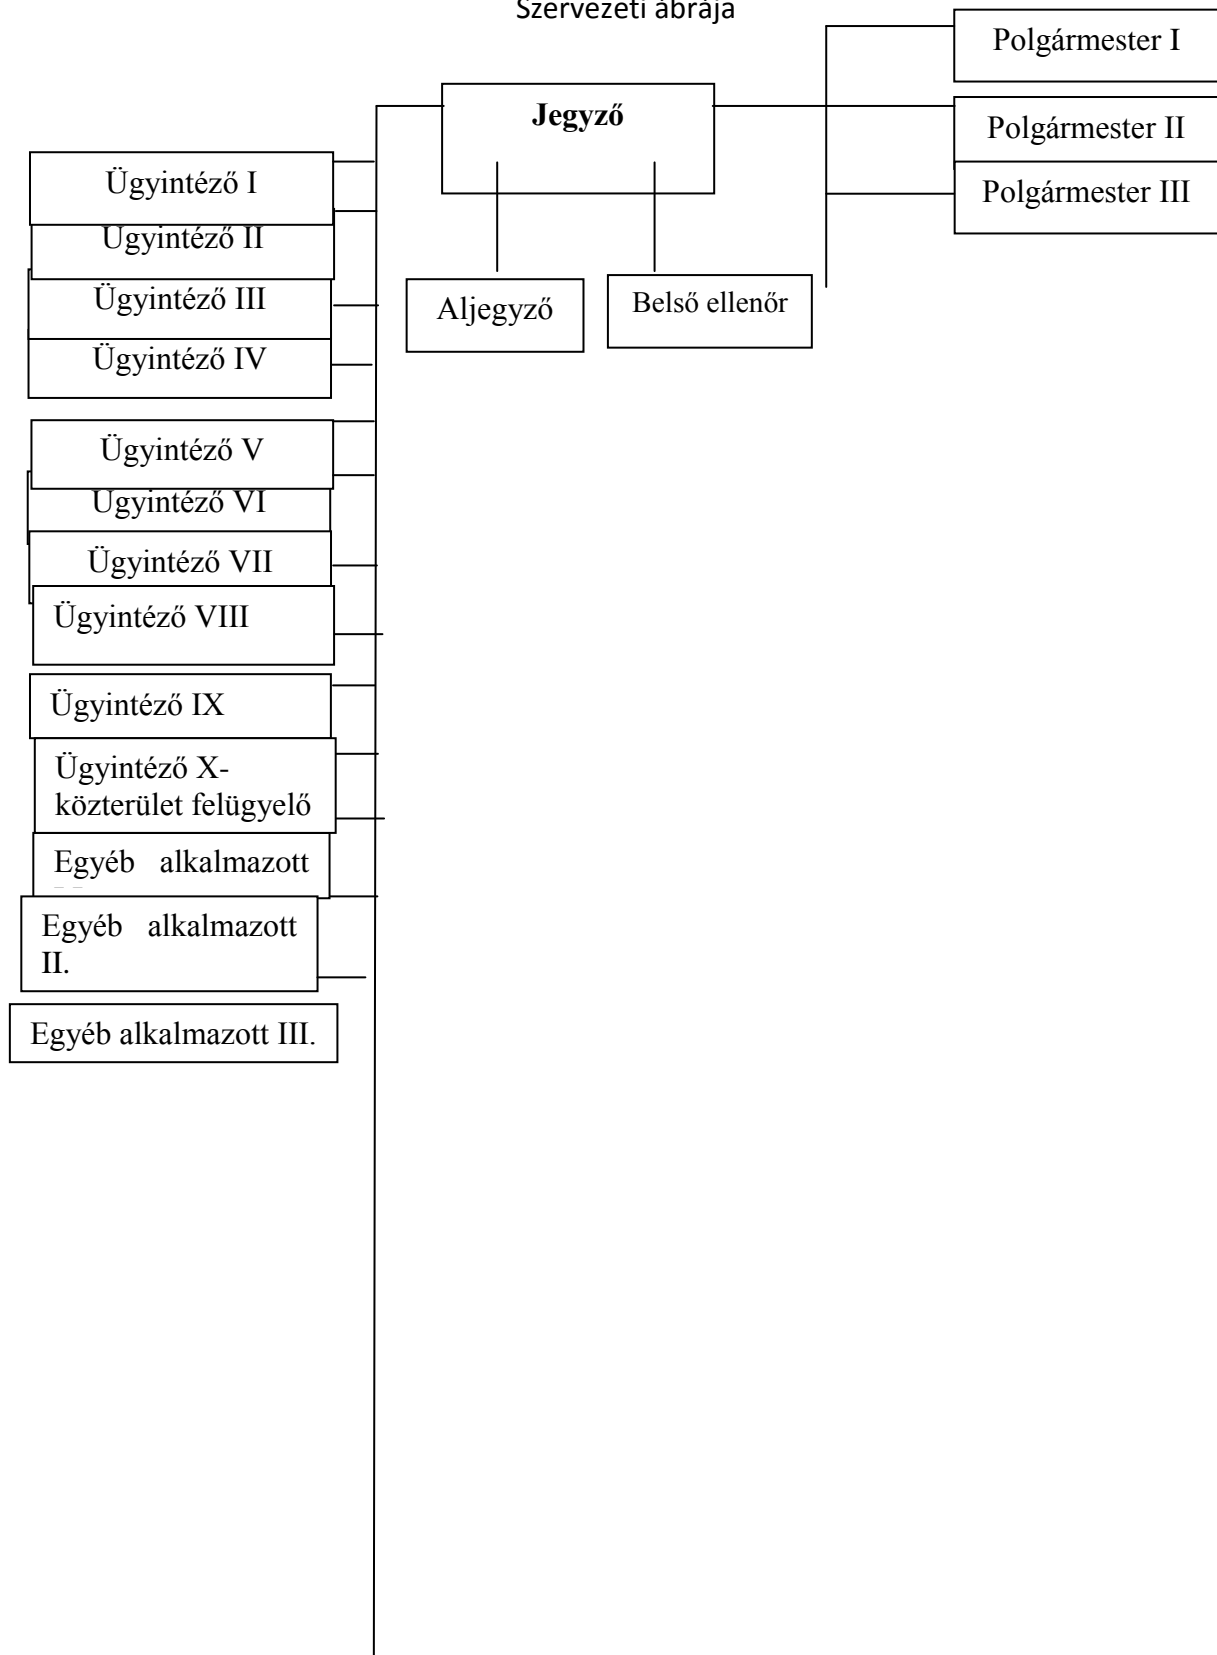 Szervezeti ábrája
Polgármester I
Jegyző
Polgármester II
Polgármester III
Ügyintéző I
Ügyintéző II
Ügyintéző III
Ügyintéző IV
Aljegyző
Belső ellenőr
Ügyintéző V
Ügyintéző VI
Ügyintéző VII
Ügyintéző VIII
Ügyintéző IX
Ügyintéző X-
közterület felügyelő
Egyéb alkalmazott
Egyéb alkalmazott
II.
Egyéb alkalmazott III.